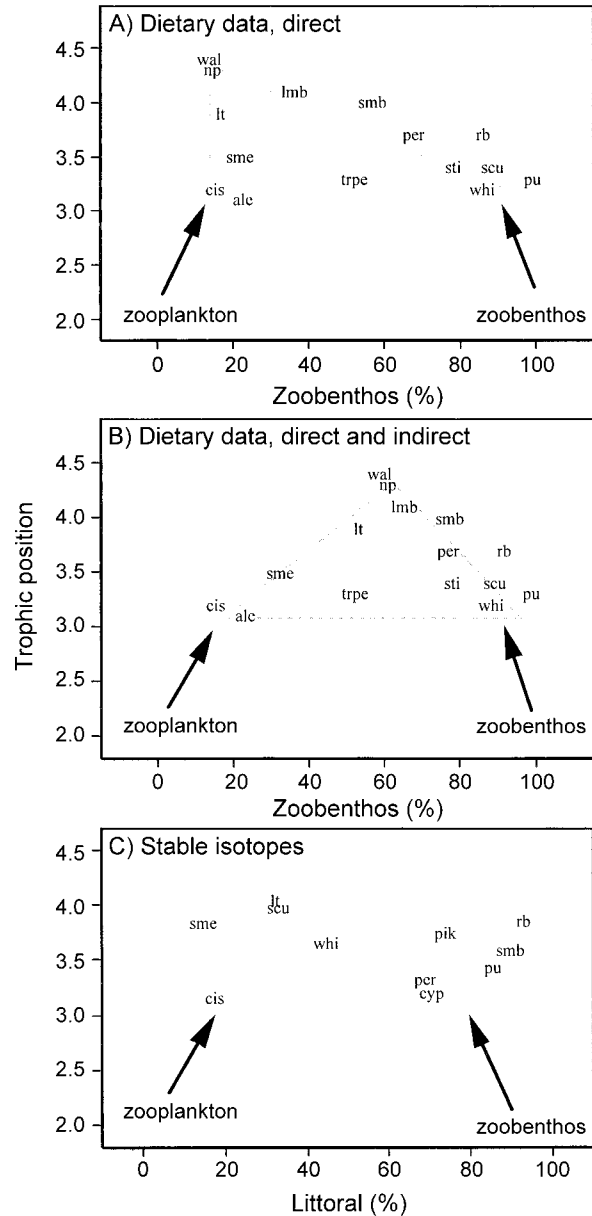 A) Dietary data, direct
4.5
4.0
3.5
3.0
2.5
2.0
wal
np
lmb
smb
lt
per
rb
sme
sti
scu
trpe
pu
cis
whi
alc
zooplankton
zoobenthos
0 20 40 60 80 100
Zoobenthos (%)
B) Dietary data, direct and indirect
Trophic position
4.5
4.0
3.5
3.0
2.5
2.0
wal
np
lmb
smb
lt
per
rb
sme
sti
scu
trpe
pu
cis
whi
alc
zooplankton
zoobenthos
0 20 40 60 80 100
Zoobenthos (%)
C) Stable isotopes
4.5
4.0
3.5
3.0
2.5
2.0
lt
scu
sme
rb
pik
whi
smb
pu
per
cyp
cis
zooplankton
zoobenthos
0 20 40 60 80 100
Littoral (%)